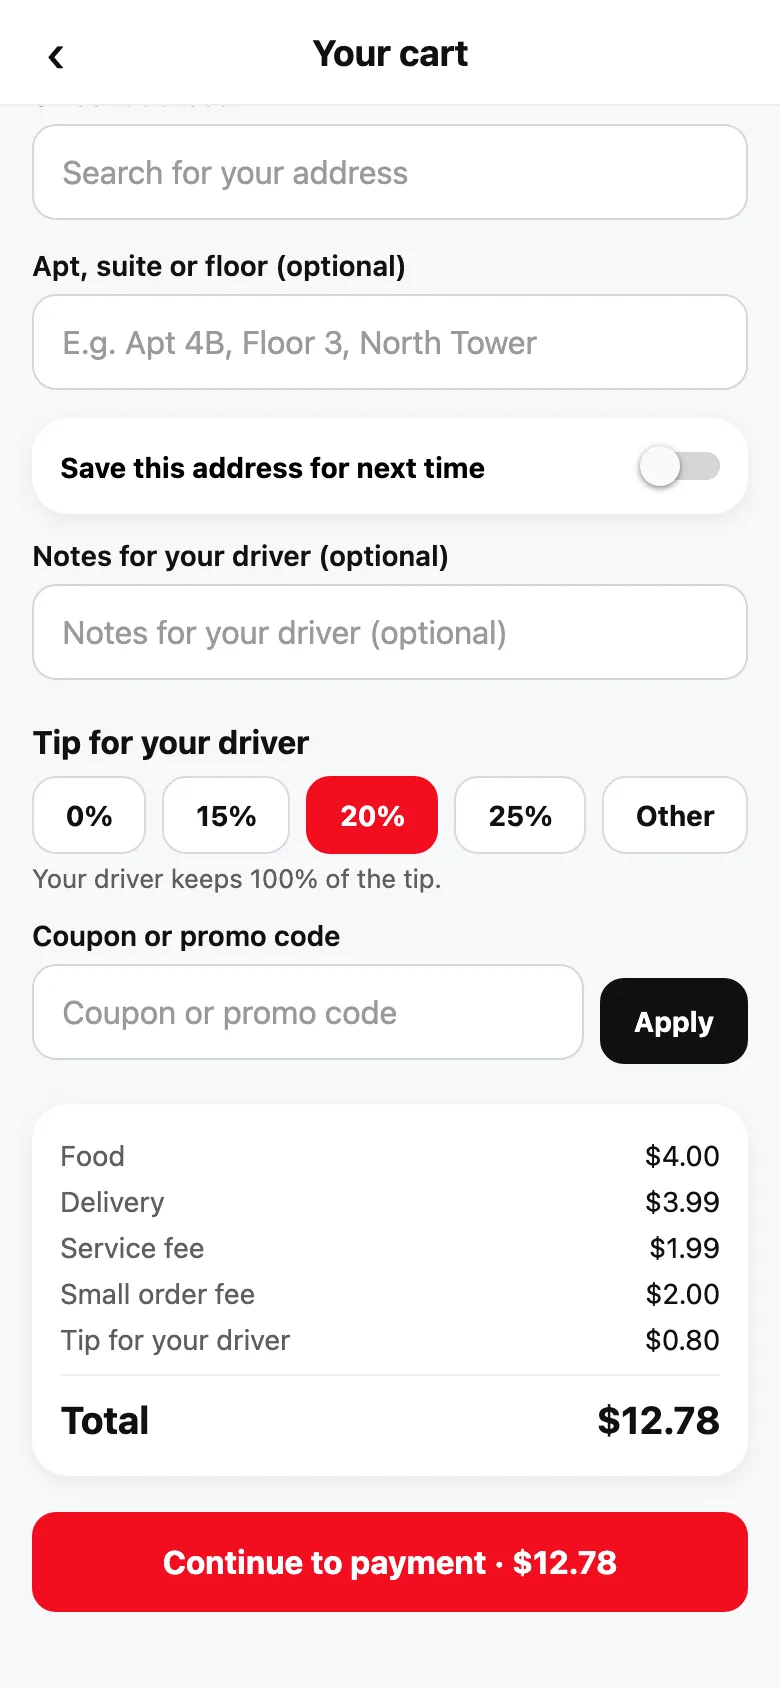 ‹
Your cart
Search for your address
Apt, suite or floor (optional)
E.g. Apt 4B, Floor 3, North Tower
Save this address for next time
Notes for your driver (optional)
Notes for your driver (optional)
Tip for your driver
0% 15% 20% 25% Other
Your driver keeps 100% of the tip.
Coupon or promo code
Coupon or promo code Apply
Food $4.00
Delivery $3.99
Service fee $1.99
Small order fee $2.00
Tip for your driver $0.80
Total $12.78
Continue to payment · $12.78